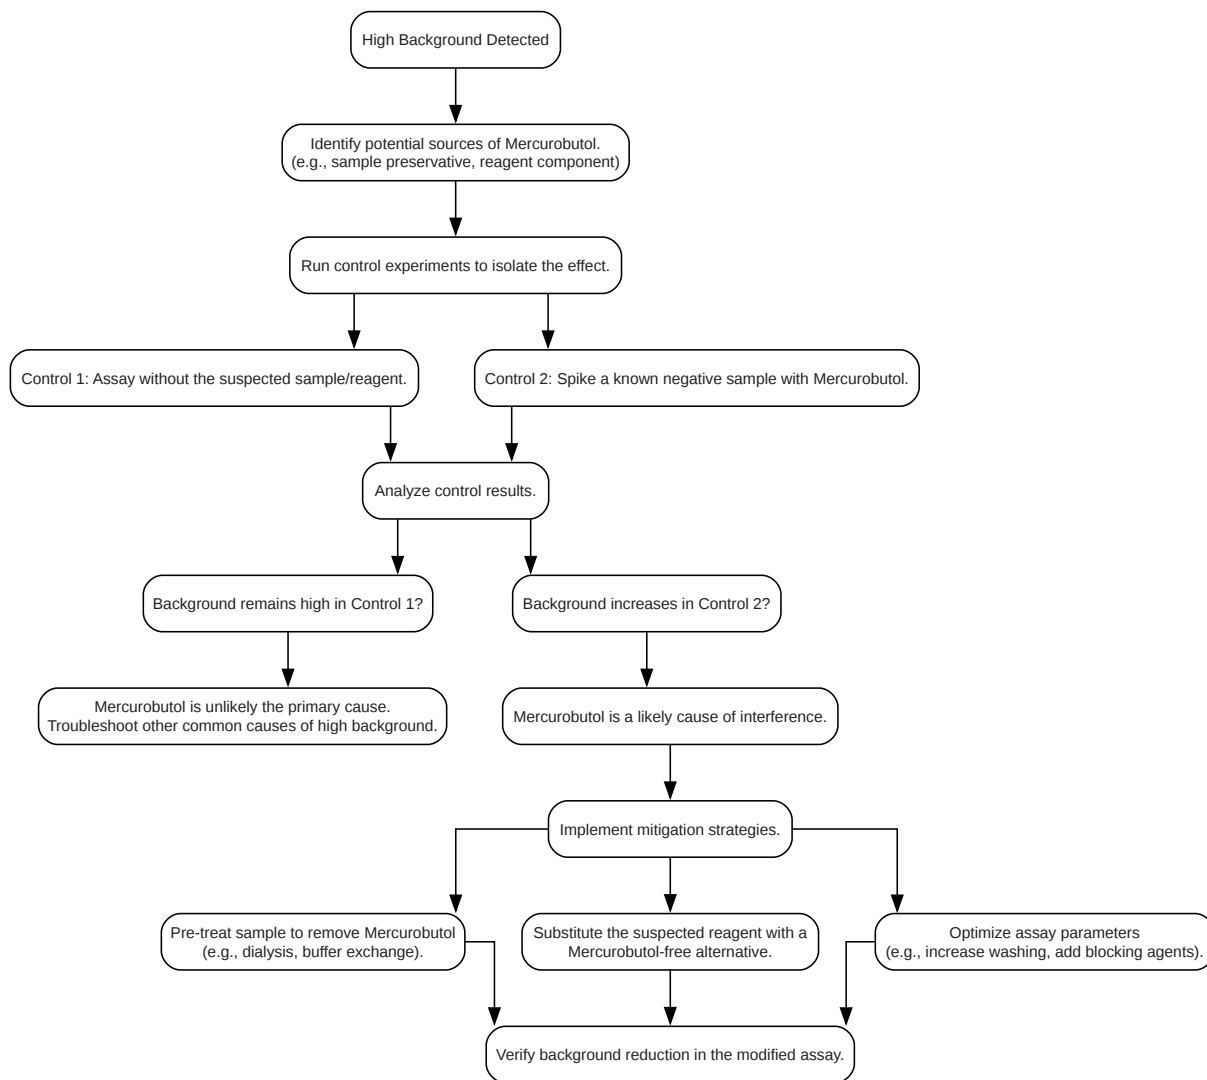 High Background Detected
Identify potential sources of Mercurobutol.
(e.g., sample preservative, reagent component)
Run control experiments to isolate the effect.
Control 1: Assay without the suspected sample/reagent.
Control 2: Spike a known negative sample with Mercurobutol.
Analyze control results.
Background remains high in Control 1?
Background increases in Control 2?
Mercurobutol is unlikely the primary cause.
Troubleshoot other common causes of high background.
Mercurobutol is a likely cause of interference.
Implement mitigation strategies.
Pre-treat sample to remove Mercurobutol
(e.g., dialysis, buffer exchange).
Substitute the suspected reagent with a
Mercurobutol-free alternative.
Optimize assay parameters
(e.g., increase washing, add blocking agents).
Verify background reduction in the modified assay.